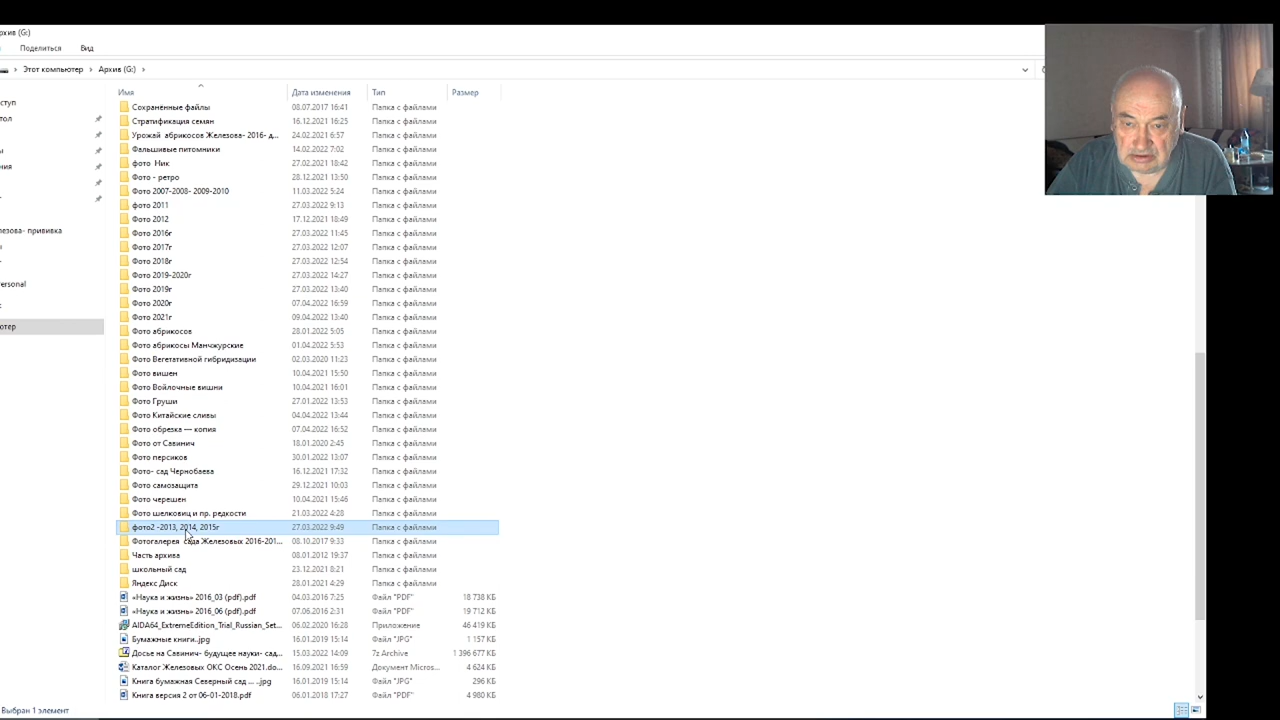 рхив (G:)
Поделиться Вид
Этот компьютер > Архив (G:) >
Имя Дата изменения Тип Размер
ступ
тол
ы
ния
г
езова- прививка
ы
г
ersonal
ютер
Сохранённые файлы 08.07.2017 16:41 Папка с файлами
Стратификация семян 16.12.2021 16:25 Папка с файлами
Урожай абрикосов Железова- 2016- д... 24.02.2021 6:57 Папка с файлами
Фальшивые питомники 14.02.2022 7:02 Папка с файлами
фото Ник 27.02.2021 18:42 Папка с файлами
Фото - ретро 28.12.2021 13:50 Папка с файлами
Фото 2007-2008- 2009-2010 11.03.2022 5:24 Папка с файлами
фото 2011 27.03.2022 9:13 Папка с файлами
Фото 2012 17.12.2021 18:49 Папка с файлами
Фото 2016г 27.03.2022 11:45 Папка с файлами
Фото 2017г 27.03.2022 12:07 Папка с файлами
Фото 2018г 27.03.2022 12:54 Папка с файлами
Фото 2019-2020г 27.03.2022 14:27 Папка с файлами
Фото 2019г 27.03.2022 13:40 Папка с файлами
Фото 2020г 07.04.2022 16:59 Папка с файлами
Фото 2021г 09.04.2022 13:40 Папка с файлами
Фото абрикосов 28.01.2022 5:05 Папка с файлами
Фото абрикосы Манчжурские 01.04.2022 5:53 Папка с файлами
Фото Вегетативной гибридизации 02.03.2020 11:23 Папка с файлами
Фото вишен 10.04.2021 15:50 Папка с файлами
Фото Войлочные вишни 10.04.2021 16:01 Папка с файлами
Фото Груши 27.01.2022 13:53 Папка с файлами
Фото Китайские сливы 04.04.2022 13:44 Папка с файлами
Фото обрезка — копия 07.04.2022 16:52 Папка с файлами
Фото от Савинич 18.01.2020 2:45 Папка с файлами
Фото персиков 30.01.2022 13:07 Папка с файлами
Фото- сад Чернобаева 16.12.2021 17:32 Папка с файлами
Фото самозащита 29.12.2021 10:03 Папка с файлами
Фото черешен 10.04.2021 15:46 Папка с файлами
Фото шелковиц и пр. редкости 21.03.2022 4:28 Папка с файлами
фото2 -2013, 2014, 2015г 27.03.2022 9:49 Папка с файлами
Фотогалерея сада Железовых 2016-201... 08.10.2017 9:33 Папка с файлами
Часть архива 08.01.2012 19:37 Папка с файлами
школьный сад 23.12.2021 8:21 Папка с файлами
Яндекс Диск 28.01.2021 4:29 Папка с файлами
«Наука и жизнь» 2016_03 (pdf).pdf 04.03.2016 7:25 Файл "PDF" 18 738 КБ
«Наука и жизнь» 2016_06 (pdf).pdf 07.06.2016 2:31 Файл "PDF" 19 712 КБ
AIDA64_ExtremeEdition_Trial_Russian_Set... 06.02.2020 16:28 Приложение 46 419 КБ
Бумажные книги..jpg 16.01.2019 15:14 Файл "JPG" 1 157 КБ
Досье на Савинич- будущее науки- сад... 15.03.2022 14:09 7z Archive 1 396 677 КБ
Каталог Железовых ОКС Осень 2021.do... 16.09.2021 16:59 Документ Micros... 4 624 КБ
Книга бумажная Северный сад ... ..jpg 16.01.2019 15:14 Файл "JPG" 296 КБ
Книга версия 2 от 06-01-2018.pdf 06.01.2018 17:27 Файл "PDF" 4 980 КБ
Выбран 1 элемент